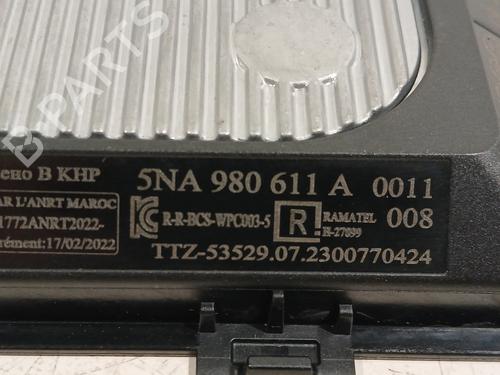 B-PARTS
ено В КНР
5NA 980 611 A 0011
AR L'ANRT MAROC
1772ANRT2022-
rément:17/02/2022
R-R-BCS-WPC003-5
R
RAMATEL
H-27899
008
TTZ-53529.07.2300770424